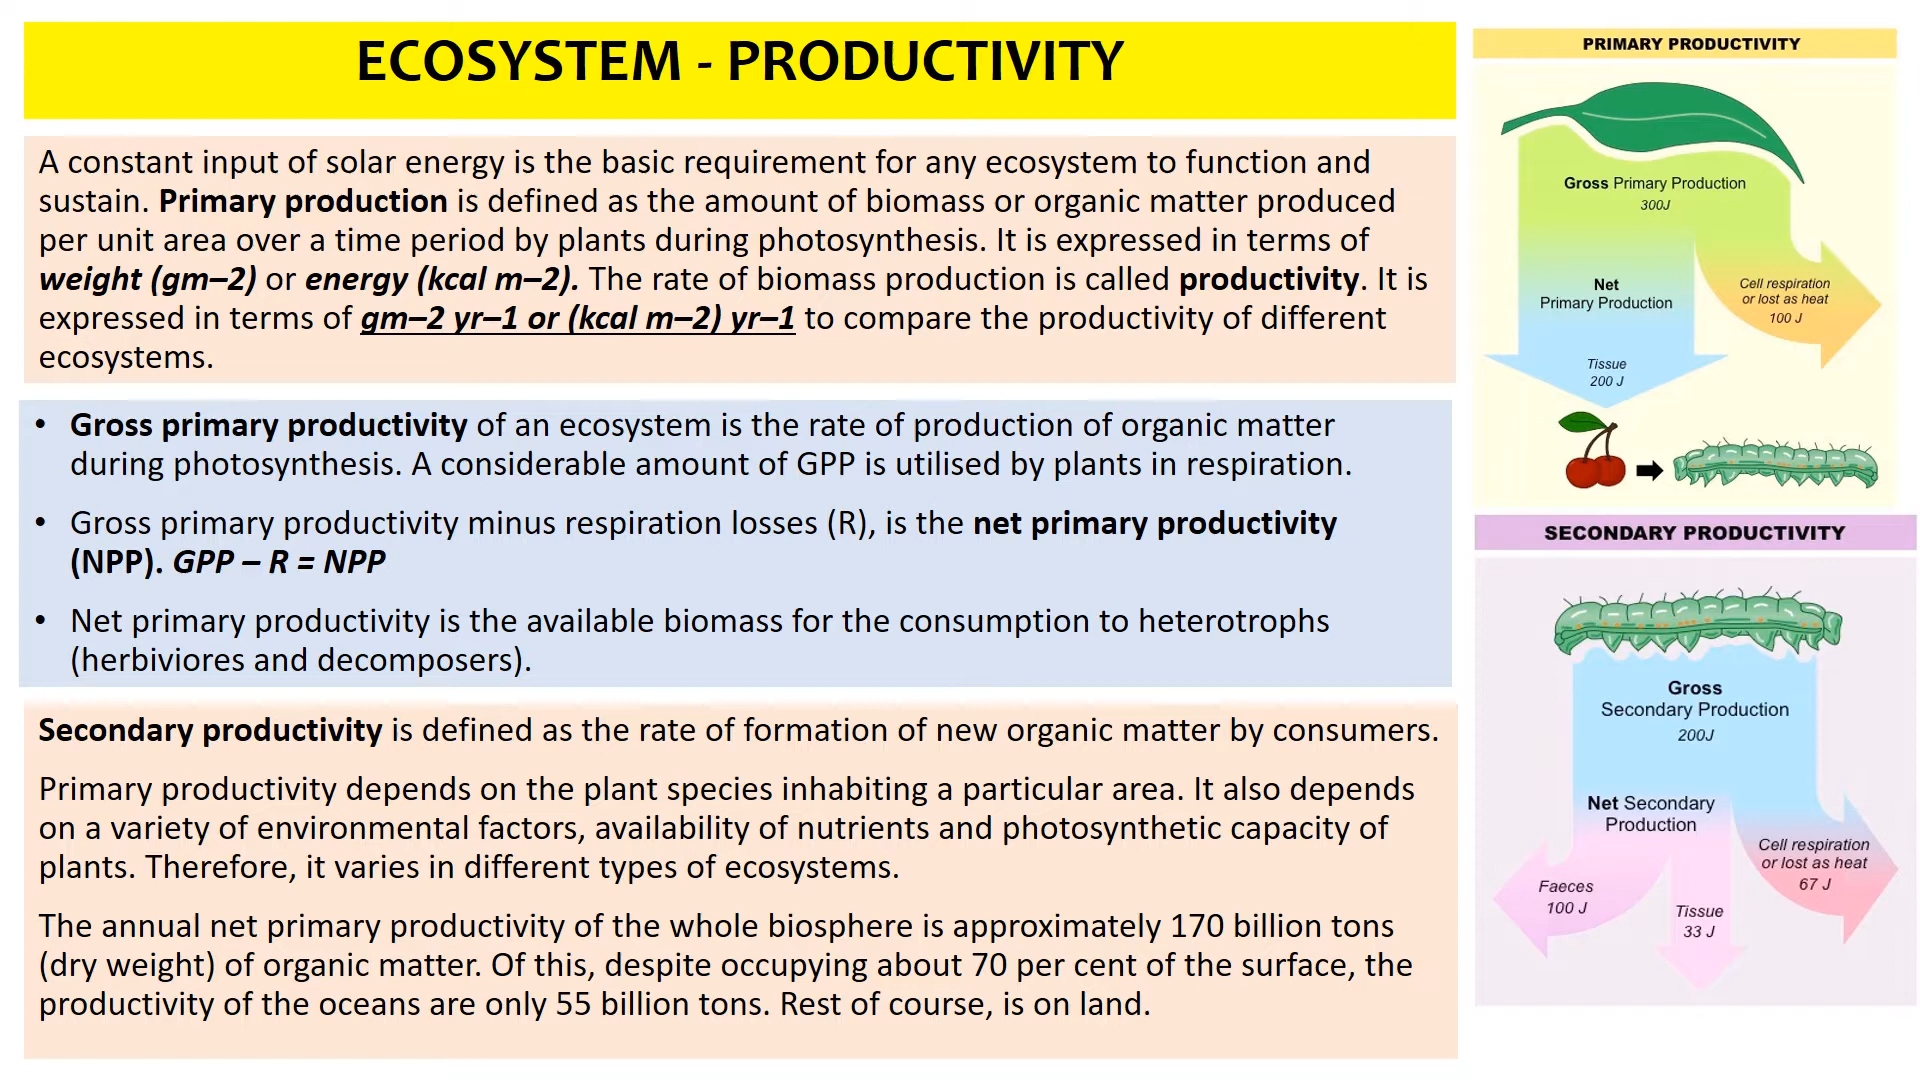 ECOSYSTEM - PRODUCTIVITY
A constant input of solar energy is the basic requirement for any ecosystem to function and
sustain. Primary production is defined as the amount of biomass or organic matter produced
per unit area over a time period by plants during photosynthesis. It is expressed in terms of
weight (gm–2) or energy (kcal m–2). The rate of biomass production is called productivity. It is
expressed in terms of gm–2 yr–1 or (kcal m–2) yr–1 to compare the productivity of different
ecosystems.
• Gross primary productivity of an ecosystem is the rate of production of organic matter
during photosynthesis. A considerable amount of GPP is utilised by plants in respiration.
• Gross primary productivity minus respiration losses (R), is the net primary productivity
(NPP). GPP – R = NPP
• Net primary productivity is the available biomass for the consumption to heterotrophs
(herbiviores and decomposers).
Secondary productivity is defined as the rate of formation of new organic matter by consumers.
Primary productivity depends on the plant species inhabiting a particular area. It also depends
on a variety of environmental factors, availability of nutrients and photosynthetic capacity of
plants. Therefore, it varies in different types of ecosystems.
The annual net primary productivity of the whole biosphere is approximately 170 billion tons
(dry weight) of organic matter. Of this, despite occupying about 70 per cent of the surface, the
productivity of the oceans are only 55 billion tons. Rest of course, is on land.
PRIMARY PRODUCTIVITY
Gross Primary Production
300J
Net
Primary Production
Cell respiration
or lost as heat
100 J
Tissue
200 J
SECONDARY PRODUCTIVITY
Gross
Secondary Production
200J
Net Secondary
Production
Cell respiration
or lost as heat
67 J
Faeces
100 J
Tissue
33 J